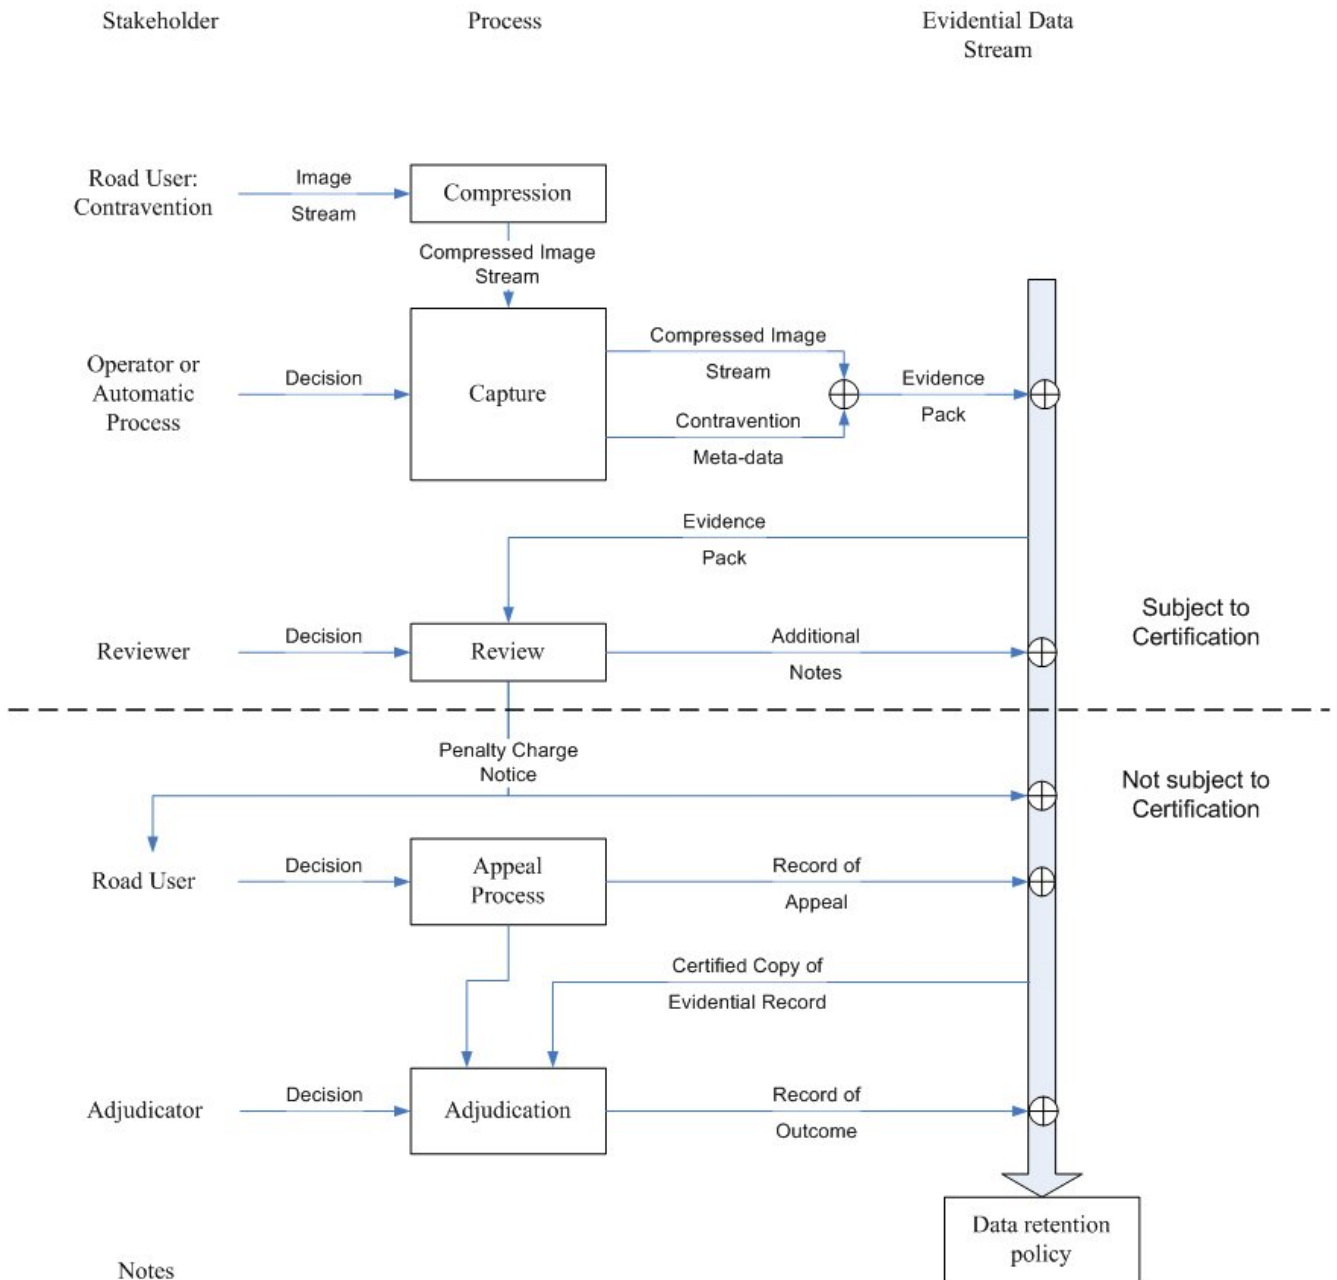 Stakeholder
Process
Evidential Data
Stream
Road User:
Contravention
Image
Stream
Compression
Compressed Image
Stream
Operator or
Automatic
Process
Decision
Capture
Compressed Image
Stream
Contravention
Meta-data
Evidence
Pack
Evidence
Pack
Reviewer
Decision
Review
Additional
Notes
Subject to
Certification
Penalty Charge
Notice
Not subject to
Certification
Road User
Decision
Appeal
Process
Record of
Appeal
Certified Copy of
Evidential Record
Adjudicator
Decision
Adjudication
Record of
Outcome
Data retention
policy
Notes